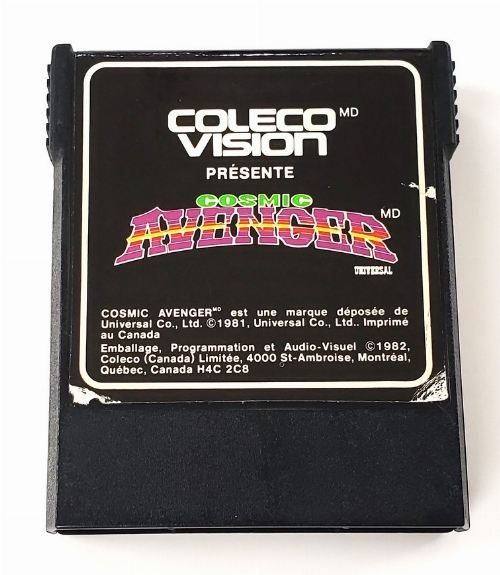 COLECO MD
VISION
PRÉSENTE
COSMIC
AVENGER MD
UNIVERSAL
COSMIC AVENGER MD est une marque déposée de
Universal Co., Ltd. ©1981, Universal Co., Ltd.. Imprimé
au Canada
Emballage, Programmation et Audio-Visuel ©1982,
Coleco (Canada) Limitée, 4000 St-Ambroise, Montréal,
Québec, Canada H4C 2C8